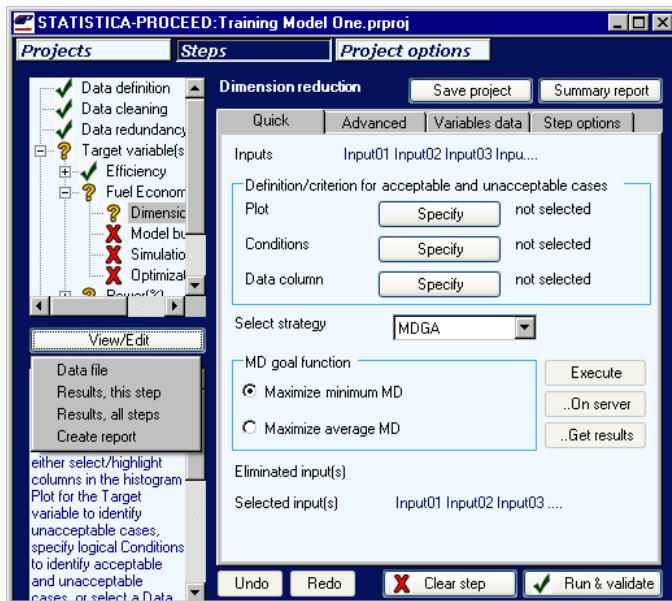 STATISTICA-PROCEED:Training Model One.prproj
Projects
Steps
Project options
Data definition
Data cleaning
Data redundancy
Target variable(s
Efficiency
Fuel Econom
Dimensio
Model bu
Simulatio
Optimizat
Power(%)
View/Edit
Data file
Results, this step
Results, all steps
Create report
either select/highlight
columns in the histogram
Plot for the Target
variable to identify
unacceptable cases,
specify logical Conditions
to identify acceptable
and unacceptable
cases, or select a Data
Dimension reduction
Save project
Summary report
Quick
Advanced
Variables data
Step options
Inputs Input01 Input02 Input03 Inpu....
Definition/criterion for acceptable and unacceptable cases
Plot Specify not selected
Conditions Specify not selected
Data column Specify not selected
Select strategy MDGA
MD goal function
Maximize minimum MD
Maximize average MD
Execute
..On server
..Get results
Eliminated input(s)
Selected input(s) Input01 Input02 Input03 ....
Undo
Redo
Clear step
Run & validate